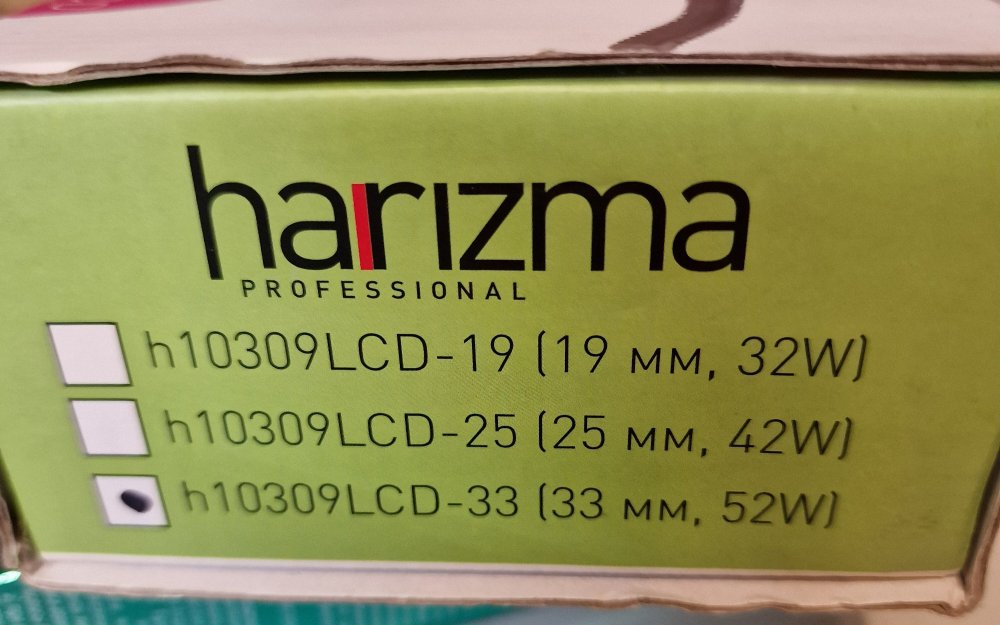 harizma
PROFESSIONAL
h10309LCD-19 (19 мм, 32W)
h10309LCD-25 (25 мм, 42W)
h10309LCD-33 (33 мм, 52W)